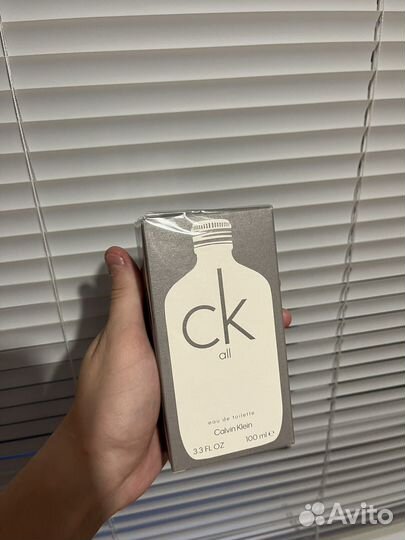 ck
all
eau de toilette
Calvin Klein
3.3 FL OZ 100 ml ℮
Avito